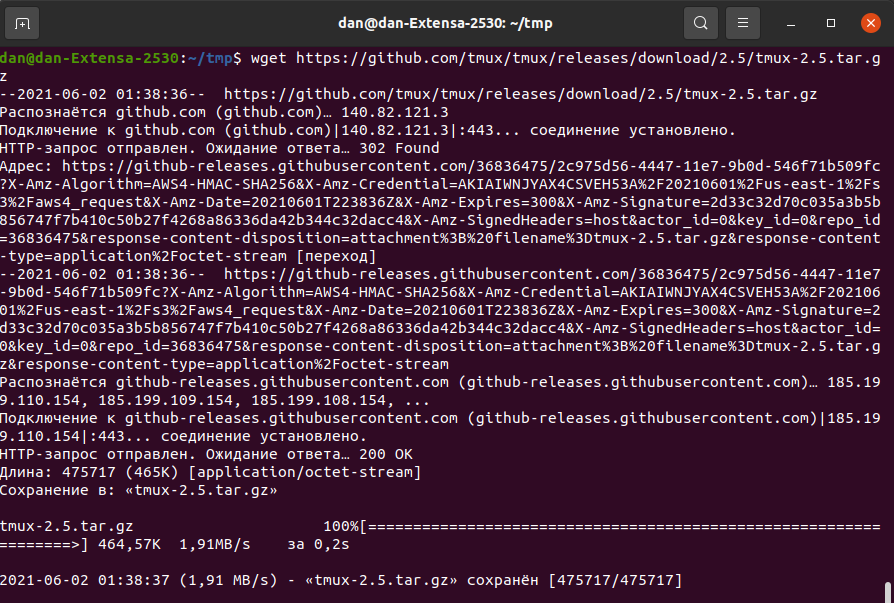 dan@dan-Extensa-2530: ~/tmp
dan@dan-Extensa-2530:~/tmp$ wget https://github.com/tmux/tmux/releases/download/2.5/tmux-2.5.tar.g
z
--2021-06-02 01:38:36--  https://github.com/tmux/tmux/releases/download/2.5/tmux-2.5.tar.gz
Распознаётся github.com (github.com)… 140.82.121.3
Подключение к github.com (github.com)|140.82.121.3|:443... соединение установлено.
HTTP-запрос отправлен. Ожидание ответа… 302 Found
Адрес: https://github-releases.githubusercontent.com/36836475/2c975d56-4447-11e7-9b0d-546f71b509fc
?X-Amz-Algorithm=AWS4-HMAC-SHA256&X-Amz-Credential=AKIAIWNJYAX4CSVEH53A%2F20210601%2Fus-east-1%2Fs
3%2Faws4_request&X-Amz-Date=20210601T223836Z&X-Amz-Expires=300&X-Amz-Signature=2d33c32d70c035a3b5b
856747f7b410c50b27f4268a86336da42b344c32dacc4&X-Amz-SignedHeaders=host&actor_id=0&key_id=0&repo_id
=36836475&response-content-disposition=attachment%3B%20filename%3Dtmux-2.5.tar.gz&response-content
-type=application%2Foctet-stream [переход]
--2021-06-02 01:38:36--  https://github-releases.githubusercontent.com/36836475/2c975d56-4447-11e7
-9b0d-546f71b509fc?X-Amz-Algorithm=AWS4-HMAC-SHA256&X-Amz-Credential=AKIAIWNJYAX4CSVEH53A%2F202106
01%2Fus-east-1%2Fs3%2Faws4_request&X-Amz-Date=20210601T223836Z&X-Amz-Expires=300&X-Amz-Signature=2
d33c32d70c035a3b5b856747f7b410c50b27f4268a86336da42b344c32dacc4&X-Amz-SignedHeaders=host&actor_id=
0&key_id=0&repo_id=36836475&response-content-disposition=attachment%3B%20filename%3Dtmux-2.5.tar.g
z&response-content-type=application%2Foctet-stream
Распознаётся github-releases.githubusercontent.com (github-releases.githubusercontent.com)… 185.19
9.110.154, 185.199.109.154, 185.199.108.154, ...
Подключение к github-releases.githubusercontent.com (github-releases.githubusercontent.com)|185.19
9.110.154|:443... соединение установлено.
HTTP-запрос отправлен. Ожидание ответа… 200 OK
Длина: 475717 (465K) [application/octet-stream]
Сохранение в: «tmux-2.5.tar.gz»
tmux-2.5.tar.gz                     100%[=========================================================
========>] 464,57K  1,91MB/s    за 0,2s
2021-06-02 01:38:37 (1,91 MB/s) - «tmux-2.5.tar.gz» сохранён [475717/475717]